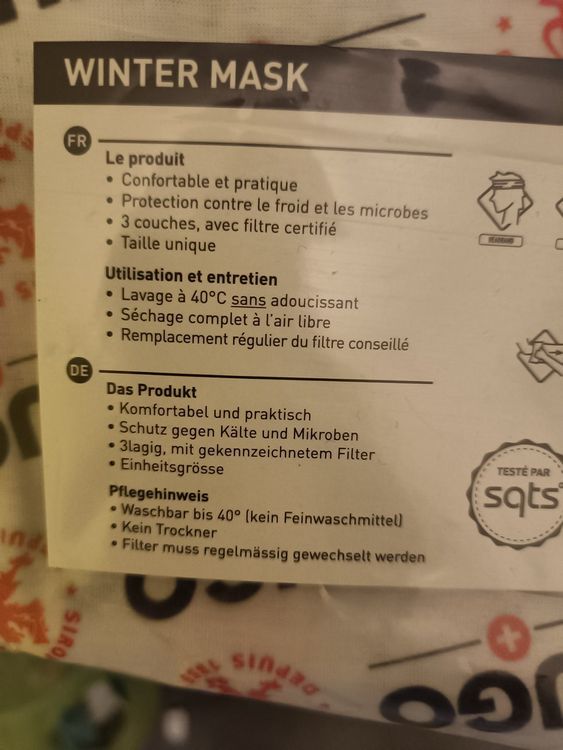 WINTER MASK
FR
Le produit
• Confortable et pratique
• Protection contre le froid et les microbes
• 3 couches, avec filtre certifié
• Taille unique
Utilisation et entretien
• Lavage à 40°C sans adoucissant
• Séchage complet à l'air libre
• Remplacement régulier du filtre conseillé
DE
Das Produkt
• Komfortabel und praktisch
• Schutz gegen Kälte und Mikroben
• 3lagig, mit gekennzeichnetem Filter
• Einheitsgrösse
Pflegehinweis
• Waschbar bis 40° (kein Feinwaschmittel)
• Kein Trockner
• Filter muss regelmässig gewechselt werden
HEADBAND
TESTÉ PAR
sqts
DEPUIS